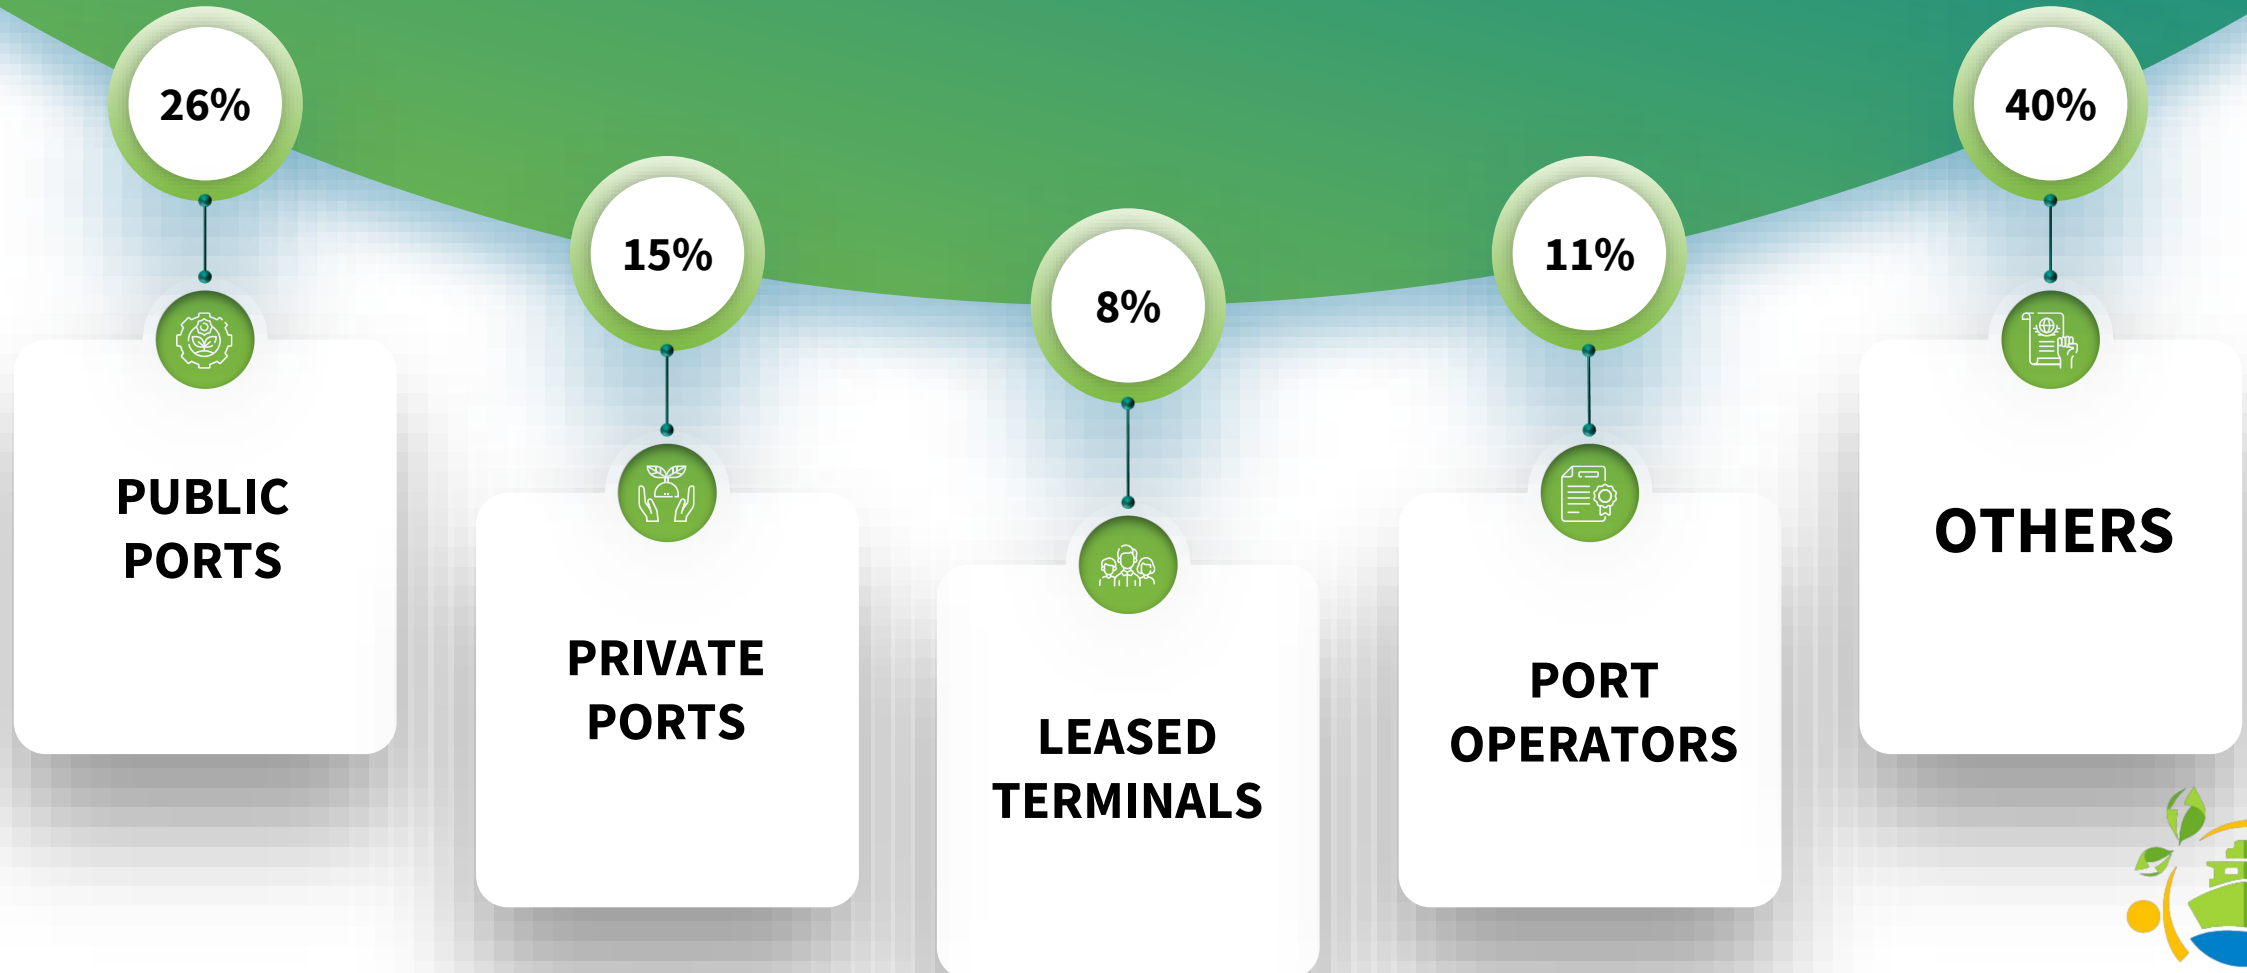 26%
PUBLIC
PORTS
15%
PRIVATE
PORTS
8%
LEASED
TERMINALS
11%
PORT
OPERATORS
40%
OTHERS